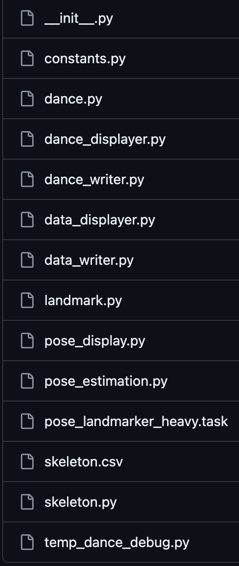 __init__.py
constants.py
dance.py
dance_displayer.py
dance_writer.py
data_displayer.py
data_writer.py
landmark.py
pose_display.py
pose_estimation.py
pose_landmarker_heavy.task
skeleton.csv
skeleton.py
temp_dance_debug.py